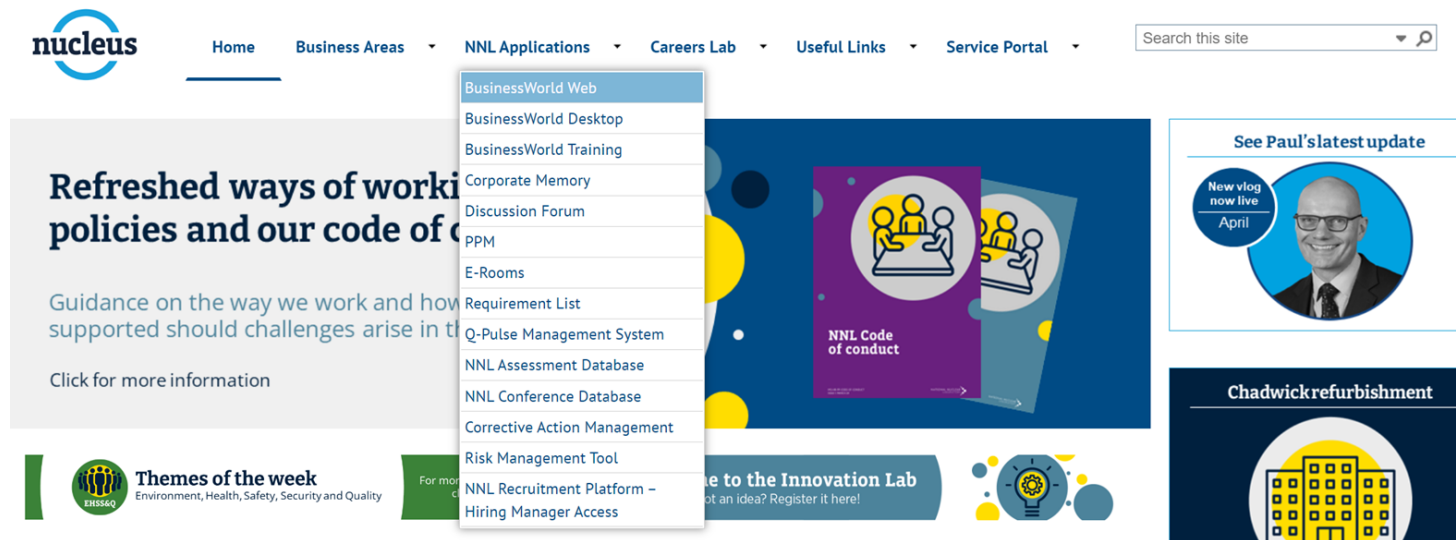 nucleus
Home
Business Areas
NNL Applications
Careers Lab
Useful Links
Service Portal
Search this site
BusinessWorld Web
BusinessWorld Desktop
BusinessWorld Training
Corporate Memory
Discussion Forum
PPM
E-Rooms
Requirement List
Q-Pulse Management System
NNL Assessment Database
NNL Conference Database
Corrective Action Management
Risk Management Tool
NNL Recruitment Platform –
Hiring Manager Access
Refreshed ways of worki
policies and our code of c
Guidance on the way we work and how
supported should challenges arise in th
Click for more information
NNL Code
of conduct
See Paul's latest update
New vlog
now live
April
Chadwick refurbishment
EHSS&Q
Themes of the week
Environment, Health, Safety, Security and Quality
For mor
cl
e to the Innovation Lab
ot an idea? Register it here!